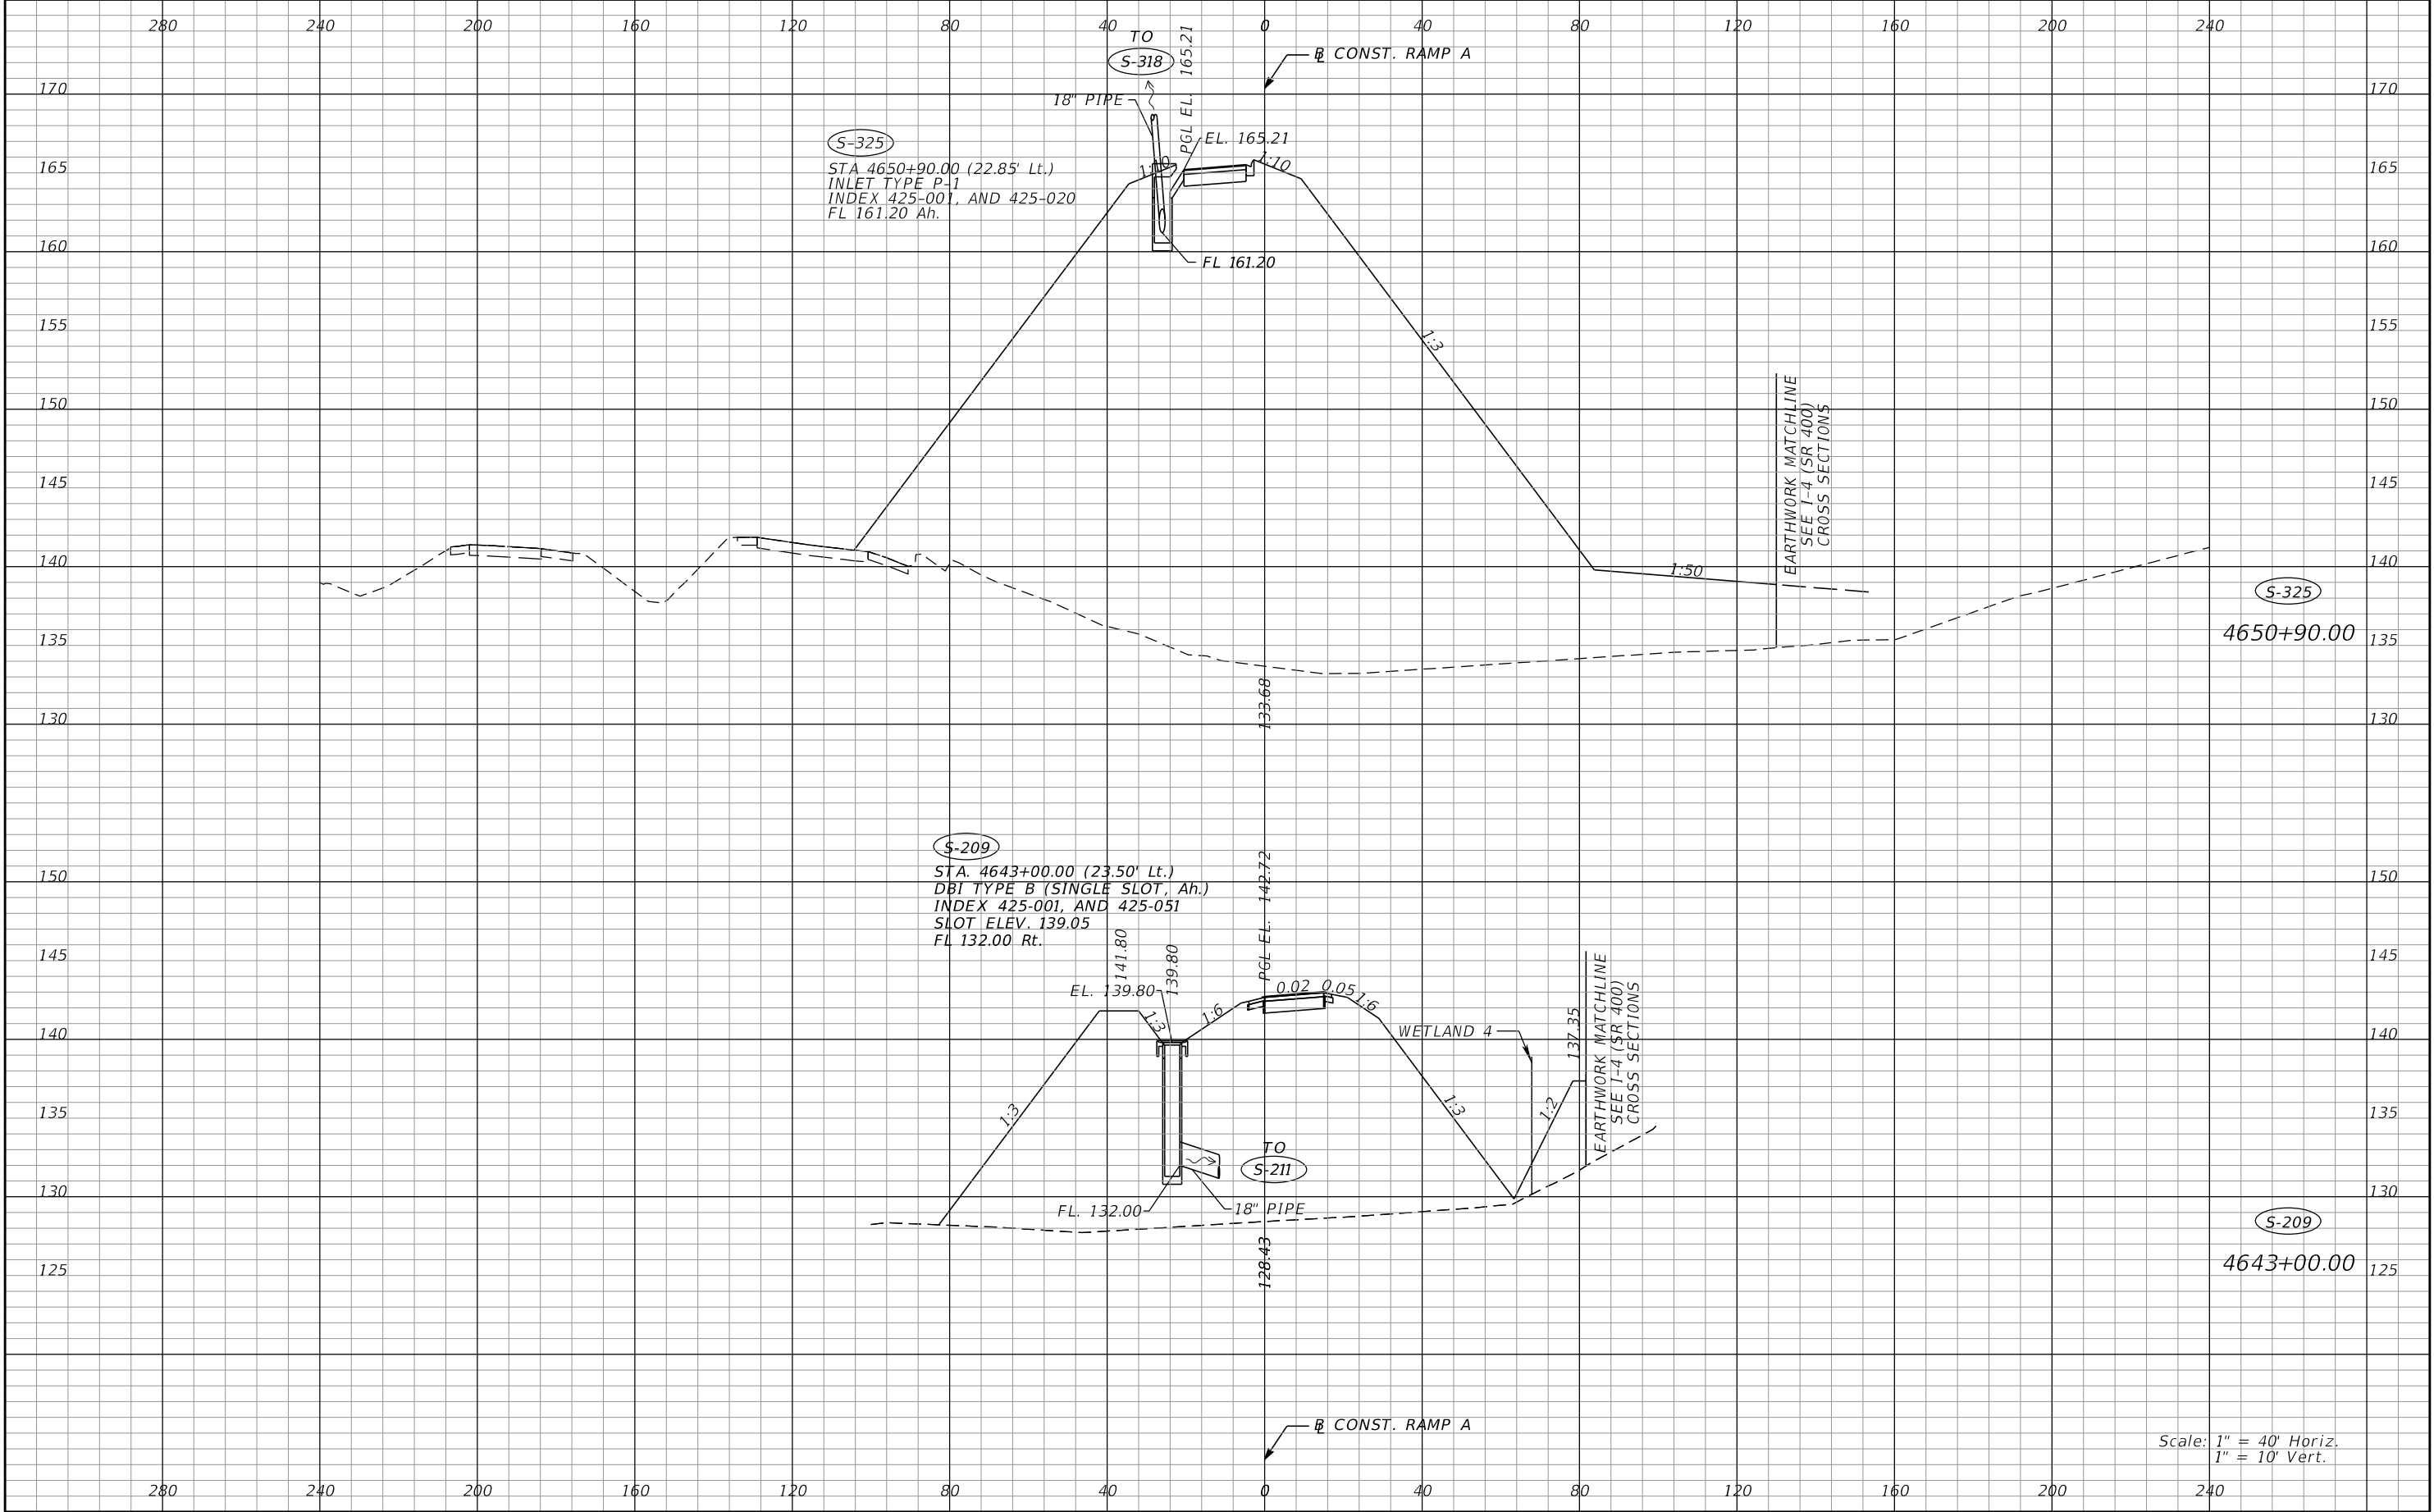 280 240 200 160 120 80 40 0 40 80 120 160 200 240
TO
S-318
PGL EL. 165.21
BL CONST. RAMP A
170 170
18" PIPE
EL. 165.21
S-325
STA 4650+90.00 (22.85' Lt.)
INLET TYPE P-1
INDEX 425-001, AND 425-020
FL 161.20 Ah.
1:10
1:10
165 165
160 160
FL 161.20
155 155
1:3
150 150
EARTHWORK MATCHLINE
SEE I-4 (SR 400)
CROSS SECTIONS
145 145
140 140
1:50
S-325
4650+90.00
135 135
133.68
130 130
S-209
STA. 4643+00.00 (23.50' Lt.)
DBI TYPE B (SINGLE SLOT, Ah.)
INDEX 425-001, AND 425-051
SLOT ELEV. 139.05
FL 132.00 Rt.
PGL EL. 142.72
150 150
145 145
141.80
139.80
EL. 139.80
0.02 0.05
1:6
1:3
1:6
WETLAND 4
137.35
EARTHWORK MATCHLINE
SEE I-4 (SR 400)
CROSS SECTIONS
140 140
1:3
1:3
1:2
135 135
TO
S-211
130 130
FL. 132.00
18" PIPE
S-209
128.43
4643+00.00
125 125
BL CONST. RAMP A
Scale: 1" = 40' Horiz.
1" = 10' Vert.
280 240 200 160 120 80 40 0 40 80 120 160 200 240